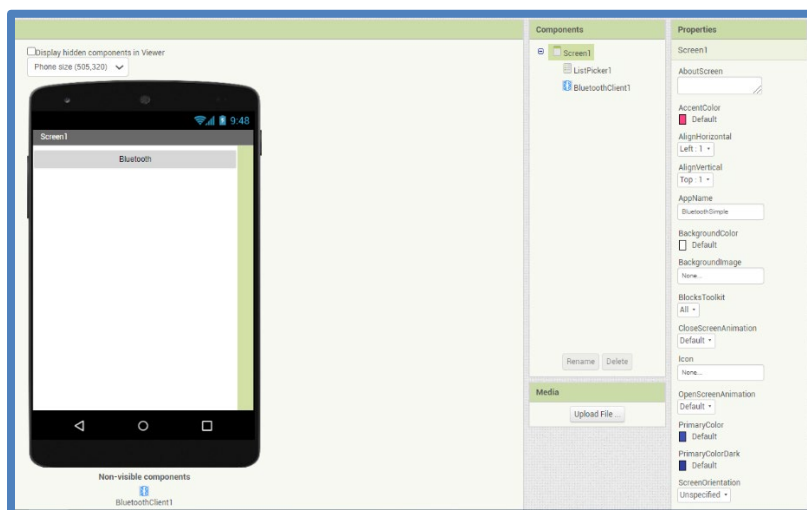 Display hidden components in Viewer
Phone size (505,320)
9:48
Screen1
Bluetooth
Non-visible components
BluetoothClient1
Components
Screen1
ListPicker1
BluetoothClient1
Rename Delete
Media
Upload File ...
Properties
Screen1
AboutScreen
AccentColor
Default
AlignHorizontal
Left : 1
AlignVertical
Top : 1
AppName
BluetoothSimple
BackgroundColor
Default
BackgroundImage
None...
BlocksToolkit
All
CloseScreenAnimation
Default
Icon
None...
OpenScreenAnimation
Default
PrimaryColor
Default
PrimaryColorDark
Default
ScreenOrientation
Unspecified